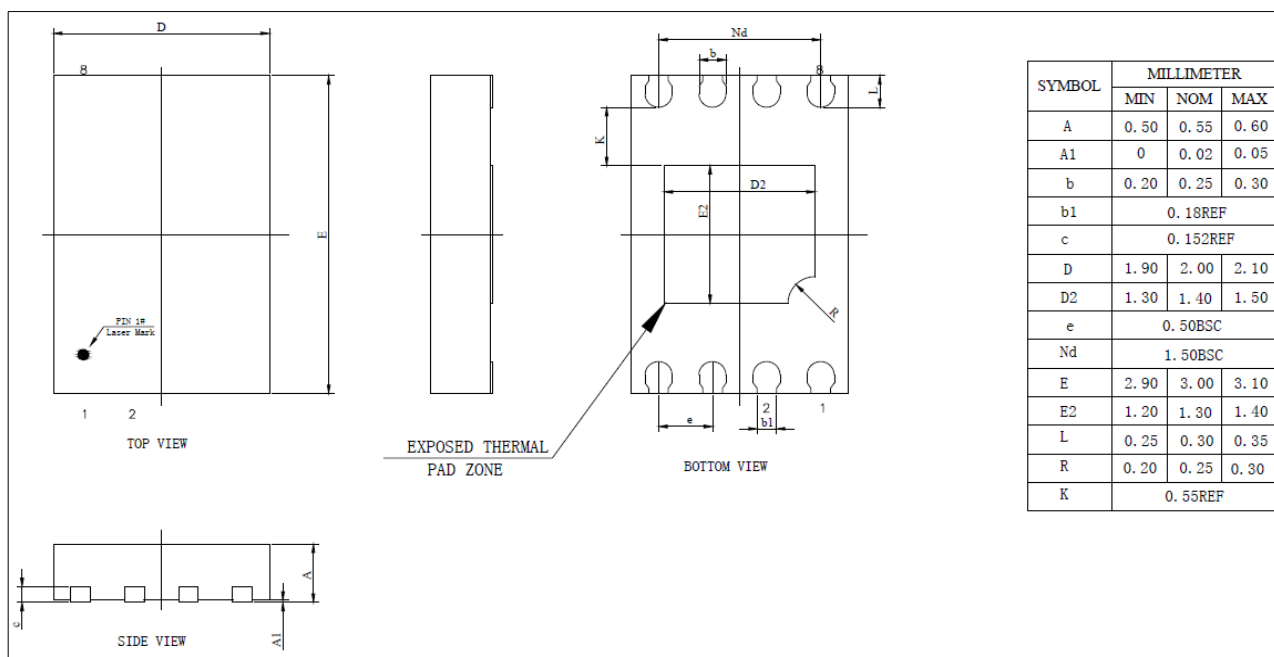 D
8
E
PIN 1#
Laser Mark
1 2
TOP VIEW
Nd
b
8
L
K
D2
E2
R
2 1
e
b1
BOTTOM VIEW
EXPOSED THERMAL
PAD ZONE
A
c
A1
SIDE VIEW
SYMBOL MILLIMETER
MIN NOM MAX
A 0.50 0.55 0.60
A1 0 0.02 0.05
b 0.20 0.25 0.30
b1 0.18REF
c 0.152REF
D 1.90 2.00 2.10
D2 1.30 1.40 1.50
e 0.50BSC
Nd 1.50BSC
E 2.90 3.00 3.10
E2 1.20 1.30 1.40
L 0.25 0.30 0.35
R 0.20 0.25 0.30
K 0.55REF